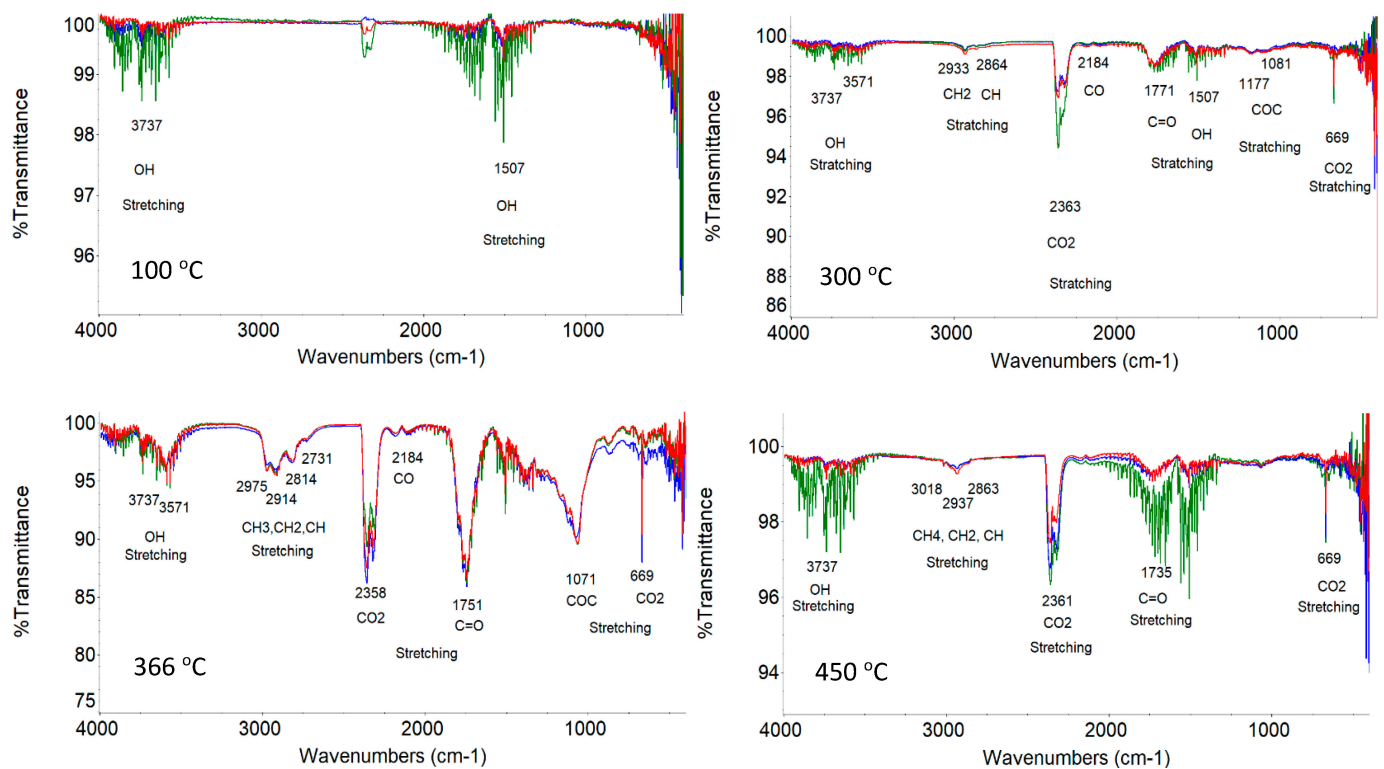 %Transmittance
100
99
98
97
96
3737
OH
Stretching
1507
OH
Stretching
100 °C
4000 3000 2000 1000
Wavenumbers (cm-1)
%Transmittance
100
98
96
94
92
90
88
86
3737
3571
OH
Stratching
2933 2864
CH2 CH
Stratching
2184
CO
2363
CO2
Stratching
1771
C=O
1507
OH
Stratching
1177
1081
COC
Stratching
669
CO2
Stratching
300 °C
4000 3000 2000 1000
Wavenumbers (cm-1)
%Transmittance
100
95
90
85
80
75
3737
3571
OH
Stretching
2975
2914
2814
2731
CH3,CH2,CH
Stretching
2184
CO
2358
CO2
1751
C=O
Stretching
1071
COC
669
CO2
Stretching
366 °C
4000 3000 2000 1000
Wavenumbers (cm-1)
%Transmittance
100
98
96
94
3737
OH
Stretching
3018
2937
2863
CH4, CH2, CH
Stretching
2361
CO2
Stretching
1735
C=O
Stretching
669
CO2
Stretching
450 °C
4000 3000 2000 1000
Wavenumbers (cm-1)